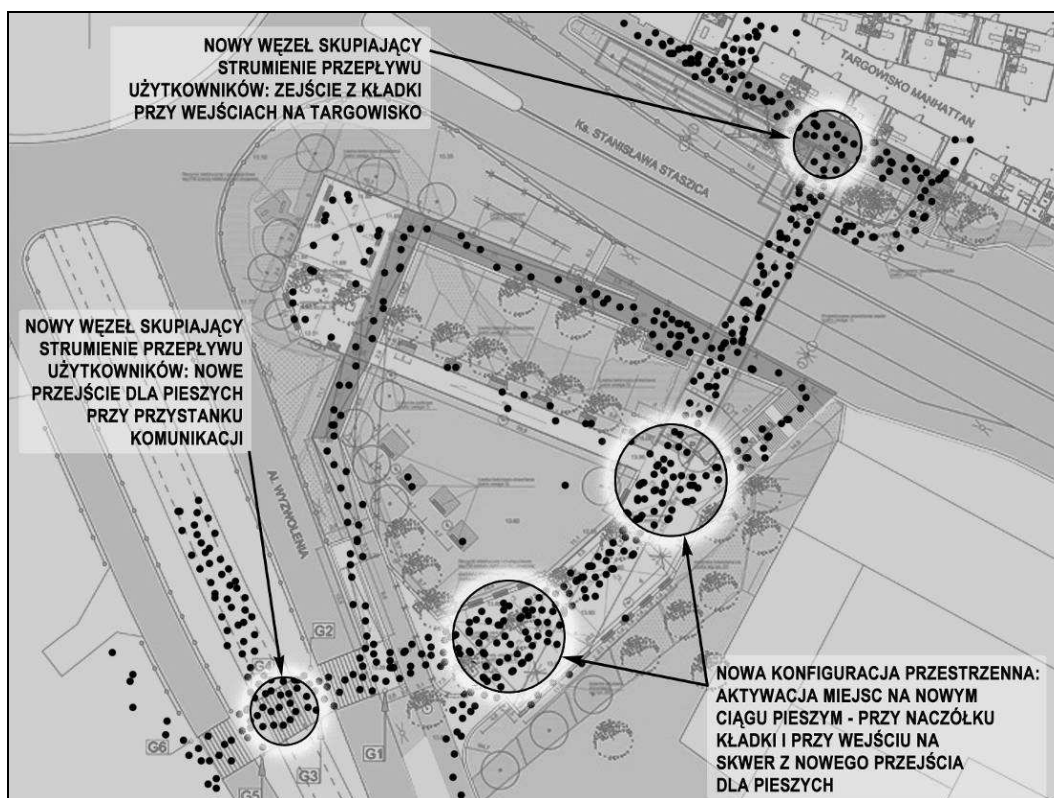 NOWY WĘZEŁ SKUPIAJĄCY
STRUMIENIE PRZEPŁYWU
UŻYTKOWNIKÓW: ZEJŚCIE Z KŁADKI
PRZY WEJŚCIACH NA TARGOWISKO
TARGOWISKO MANHATTAN
Ks. STANISŁAWA STASZICA
NOWY WĘZEŁ SKUPIAJĄCY
STRUMIENIE PRZEPŁYWU
UŻYTKOWNIKÓW: NOWE
PRZEJŚCIE DLA PIESZYCH
PRZY PRZYSTANKU
KOMUNIKACJI
Al. WYZWOLENIA
G2
G4
G6
G5
G3
G1
NOWA KONFIGURACJA PRZESTRZENNA:
AKTYWACJA MIEJSC NA NOWYM
CIĄGU PIESZYM - PRZY NACZÓŁKU
KŁADKI I PRZY WEJŚCIU NA
SKWER Z NOWEGO PRZEJŚCIA
DLA PIESZYCH